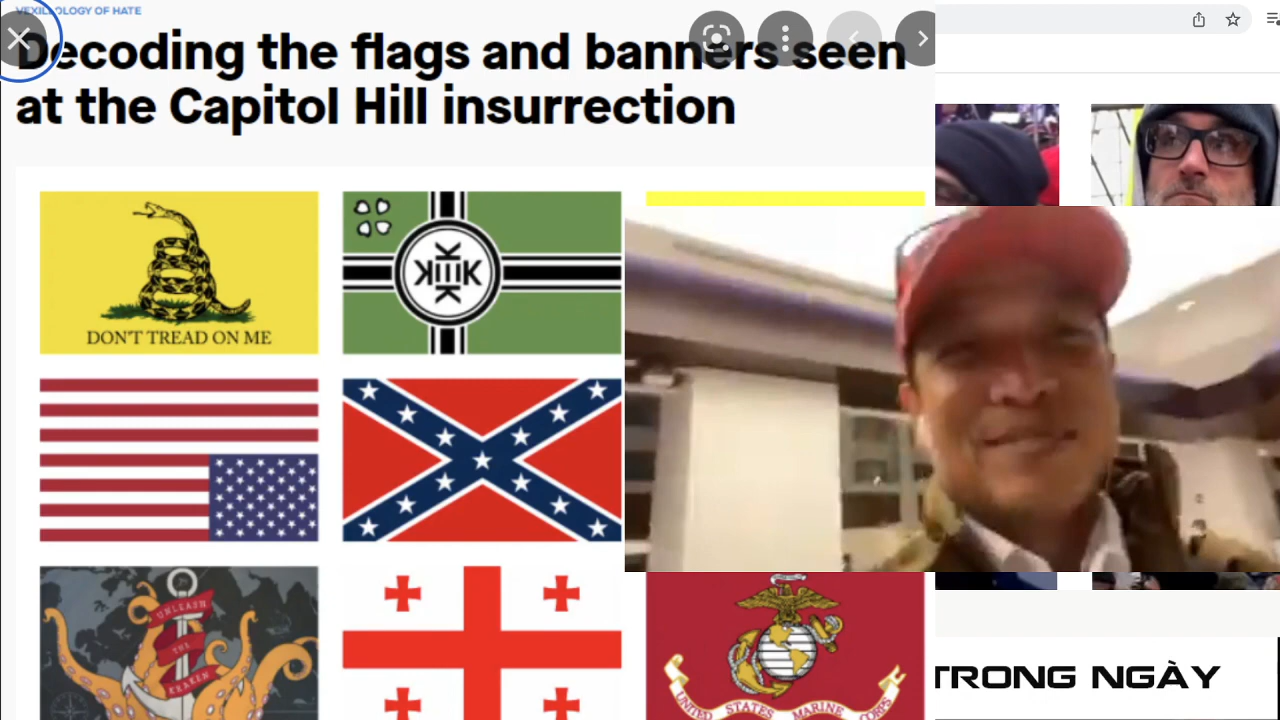 VEXILLOLOGY OF HATE
Decoding the flags and banners seen
at the Capitol Hill insurrection
DON'T TREAD ON ME
KIIK
UNLEASH
THE
KRAKEN
UNITED STATES MARINE CORPS
TRONG NGÀY